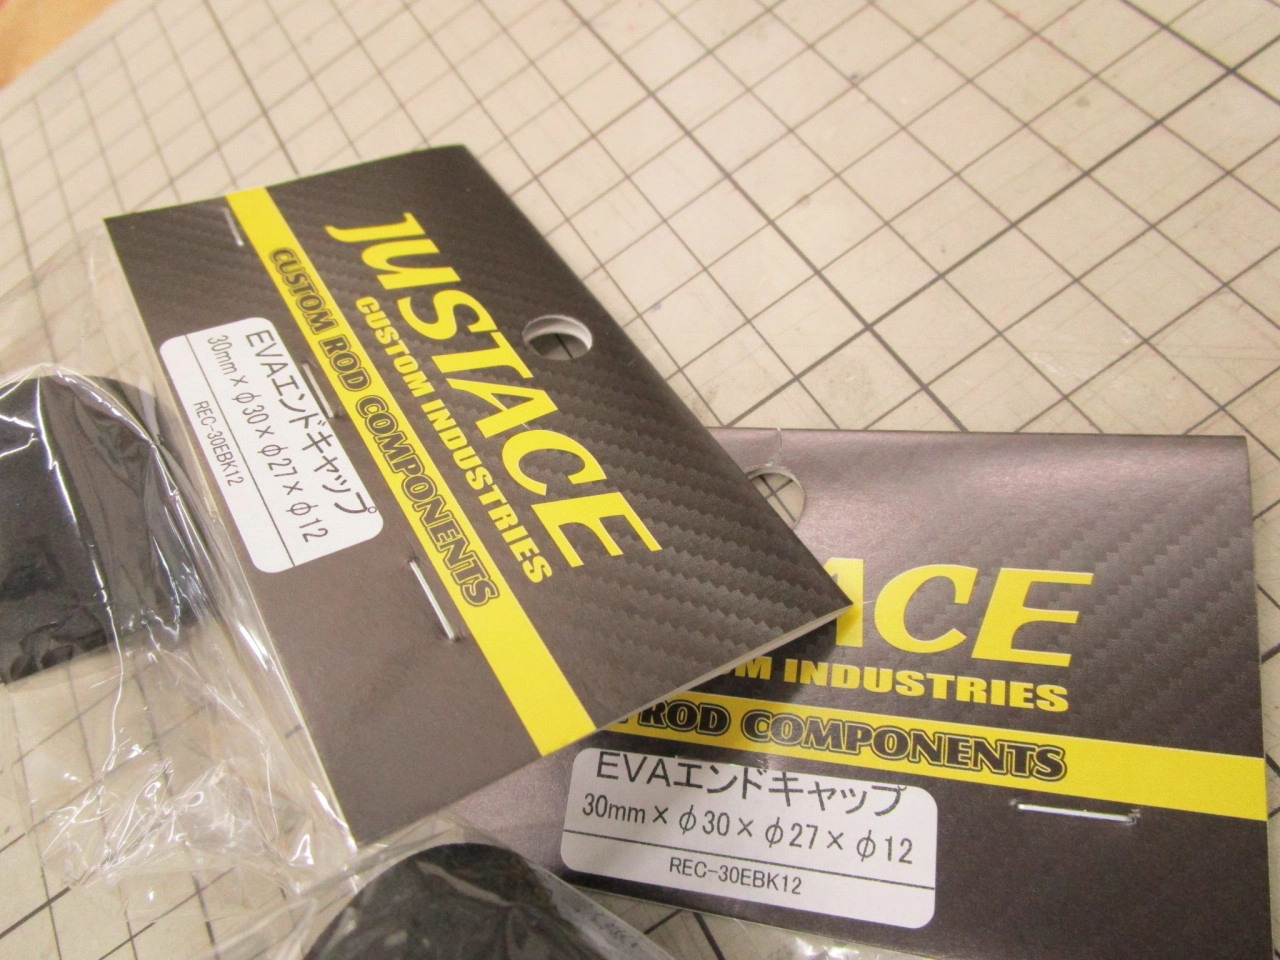 JUSTACE
CUSTOM INDUSTRIES
CUSTOM ROD COMPONENTS
EVAエンドキャップ
30mm×φ30×φ27×φ12
REC-30EBK12
ACE
INDUSTRIES
ROD COMPONENTS
EVAエンドキャップ
30mm×φ30×φ27×φ12
REC-30EBK12